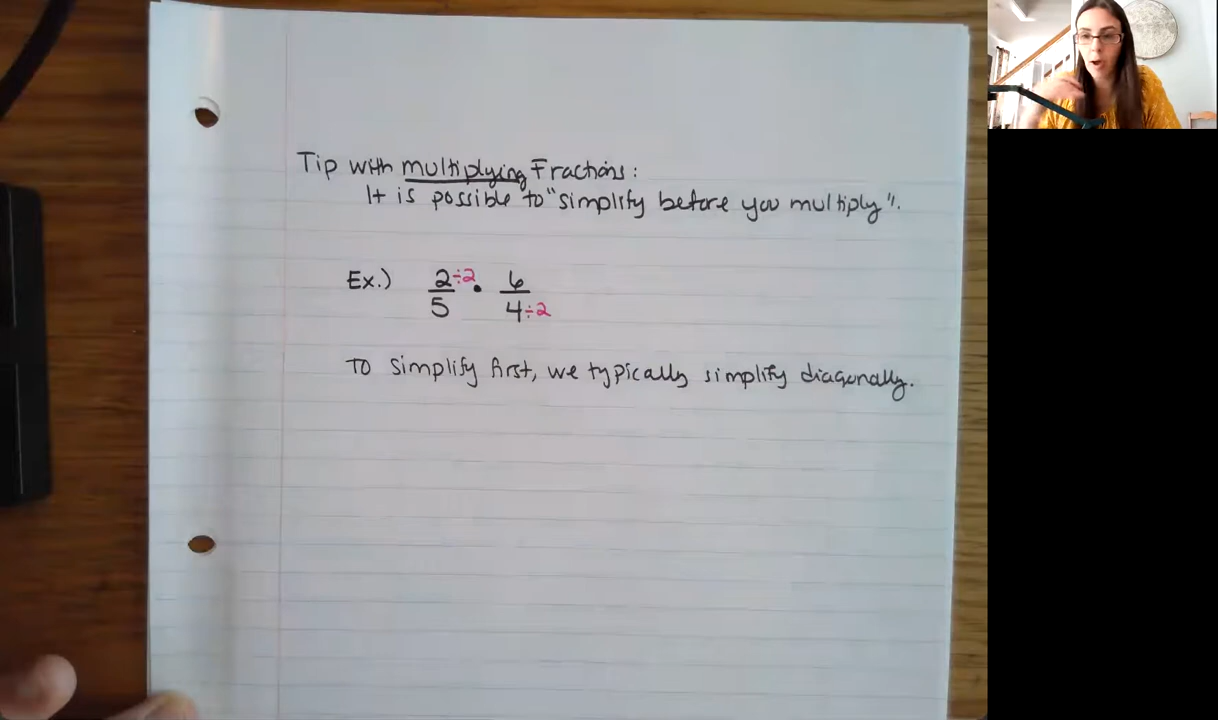 Tip with multiplying Fractions:
It is possible to "simplify before you multiply".
Ex.) 2÷2/5 • 6/4÷2
To simplify first, we typically simplify diagonally.